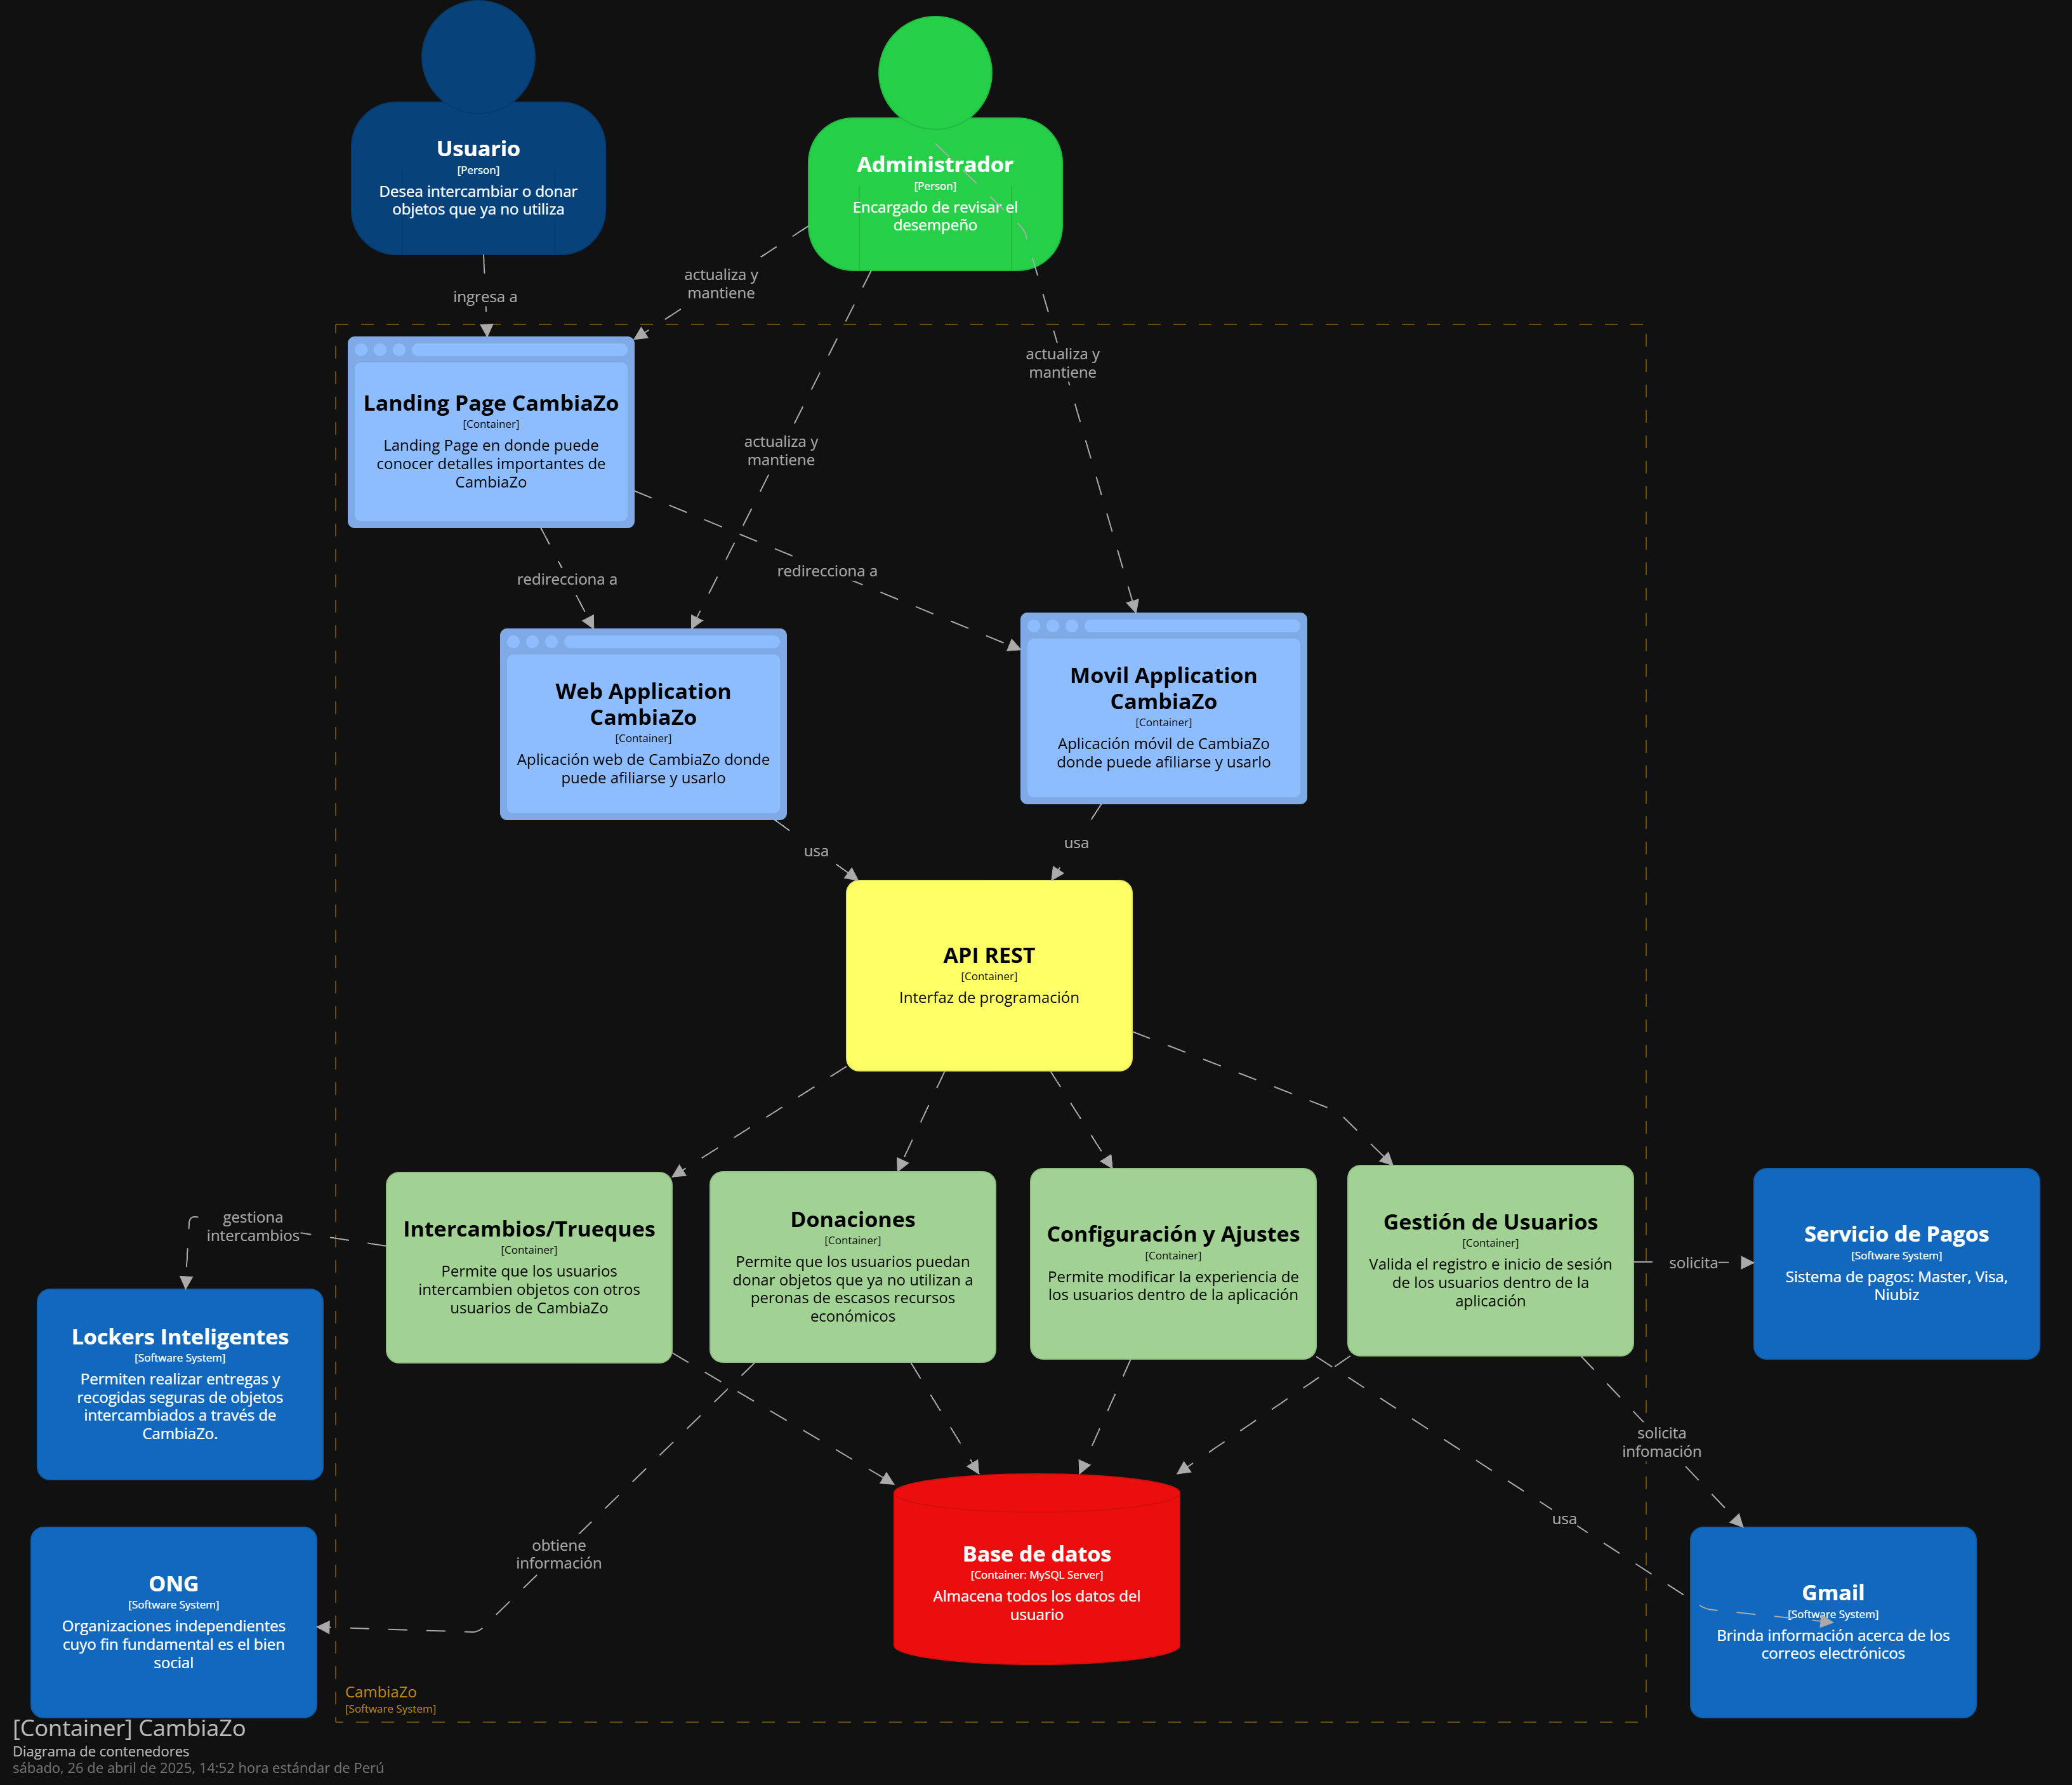 Usuario
[Person]
Desea intercambiar o donar
objetos que ya no utiliza
Administrador
[Person]
Encargado de revisar el
desempeño
ingresa a
actualiza y
mantiene
actualiza y
mantiene
actualiza y
mantiene
Landing Page CambiaZo
[Container]
Landing Page en donde puede
conocer detalles importantes de
CambiaZo
redirecciona a
redirecciona a
Web Application
CambiaZo
[Container]
Aplicación web de CambiaZo donde
puede afiliarse y usarlo
Movil Application
CambiaZo
[Container]
Aplicación móvil de CambiaZo
donde puede afiliarse y usarlo
usa
usa
API REST
[Container]
Interfaz de programación
gestiona
intercambios
Intercambios/Trueques
[Container]
Permite que los usuarios
intercambien objetos con otros
usuarios de CambiaZo
Donaciones
[Container]
Permite que los usuarios puedan
donar objetos que ya no utilizan a
peronas de escasos recursos
económicos
Configuración y Ajustes
[Container]
Permite modificar la experiencia de
los usuarios dentro de la aplicación
Gestión de Usuarios
[Container]
Valida el registro e inicio de sesión
de los usuarios dentro de la
aplicación
solicita
Servicio de Pagos
[Software System]
Sistema de pagos: Master, Visa,
Niubiz
Lockers Inteligentes
[Software System]
Permiten realizar entregas y
recogidas seguras de objetos
intercambiados a través de
CambiaZo.
solicita
infomación
usa
obtiene
información
ONG
[Software System]
Organizaciones independientes
cuyo fin fundamental es el bien
social
Base de datos
[Container: MySQL Server]
Almacena todos los datos del
usuario
Gmail
[Software System]
Brinda información acerca de los
correos electrónicos
CambiaZo
[Software System]
[Container] CambiaZo
Diagrama de contenedores
sábado, 26 de abril de 2025, 14:52 hora estándar de Perú